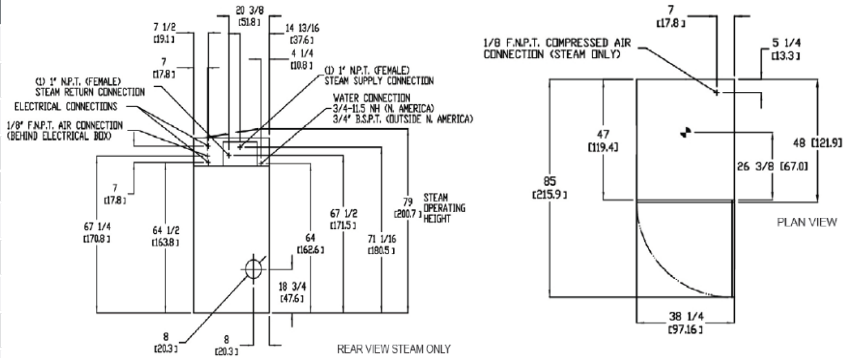 20 3/8
[51.8]
7 1/2
[19.1]
14 13/16
[37.6]
7
[17.8]
4 1/4
[10.8]
(1) 1" N.P.T. (FEMALE)
STEAM RETURN CONNECTION
(1) 1" N.P.T. (FEMALE)
STEAM SUPPLY CONNECTION
ELECTRICAL CONNECTIONS
WATER CONNECTION
3/4-11.5 NH (N. AMERICA)
3/4" B.S.P.T. (OUTSIDE N. AMERICA)
1/8" F.N.P.T. AIR CONNECTION
(BEHIND ELECTRICAL BOX)
7
[17.8]
67 1/4
[170.8]
64 1/2
[163.8]
64
[162.6]
67 1/2
[171.5]
71 1/16
[180.5]
79
[200.7]
STEAM
OPERATING
HEIGHT
18 3/4
[47.6]
8
[20.3]
8
[20.3]
REAR VIEW STEAM ONLY
7
[17.8]
1/8 F.N.P.T. COMPRESSED AIR
CONNECTION (STEAM ONLY)
5 1/4
[13.3]
47
[119.4]
48 [121.9]
26 3/8 [67.0]
85
[215.9]
PLAN VIEW
38 1/4
[97.16]